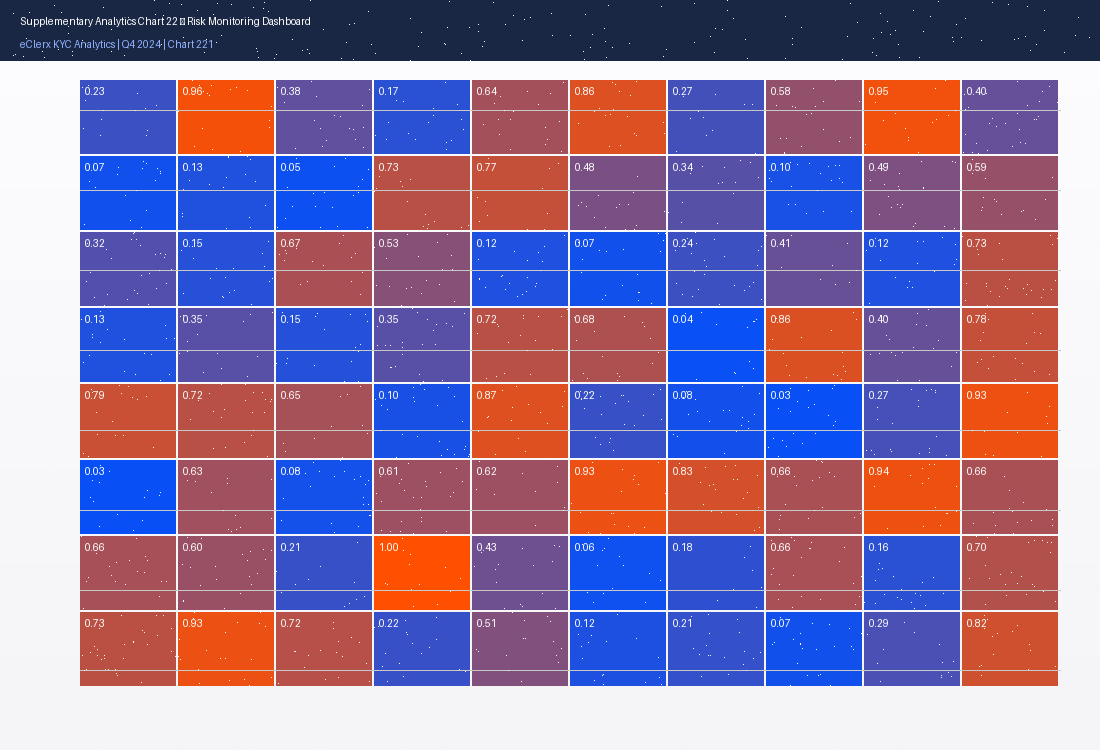 Supplementary Analytics Chart 22 ▯ Risk Monitoring Dashboard
eClerx KYC Analytics | Q4 2024 | Chart 221
0.23 0.96 0.38 0.17 0.64 0.86 0.27 0.58 0.95 0.40
0.07 0.13 0.05 0.73 0.77 0.48 0.34 0.10 0.49 0.59
0.32 0.15 0.67 0.53 0.12 0.07 0.24 0.41 0.12 0.73
0.13 0.35 0.15 0.35 0.72 0.68 0.04 0.86 0.40 0.78
0.79 0.72 0.65 0.10 0.87 0.22 0.08 0.03 0.27 0.93
0.03 0.63 0.08 0.61 0.62 0.93 0.83 0.66 0.94 0.66
0.66 0.60 0.21 1.00 0.43 0.06 0.18 0.66 0.16 0.70
0.73 0.93 0.72 0.22 0.51 0.12 0.21 0.07 0.29 0.82